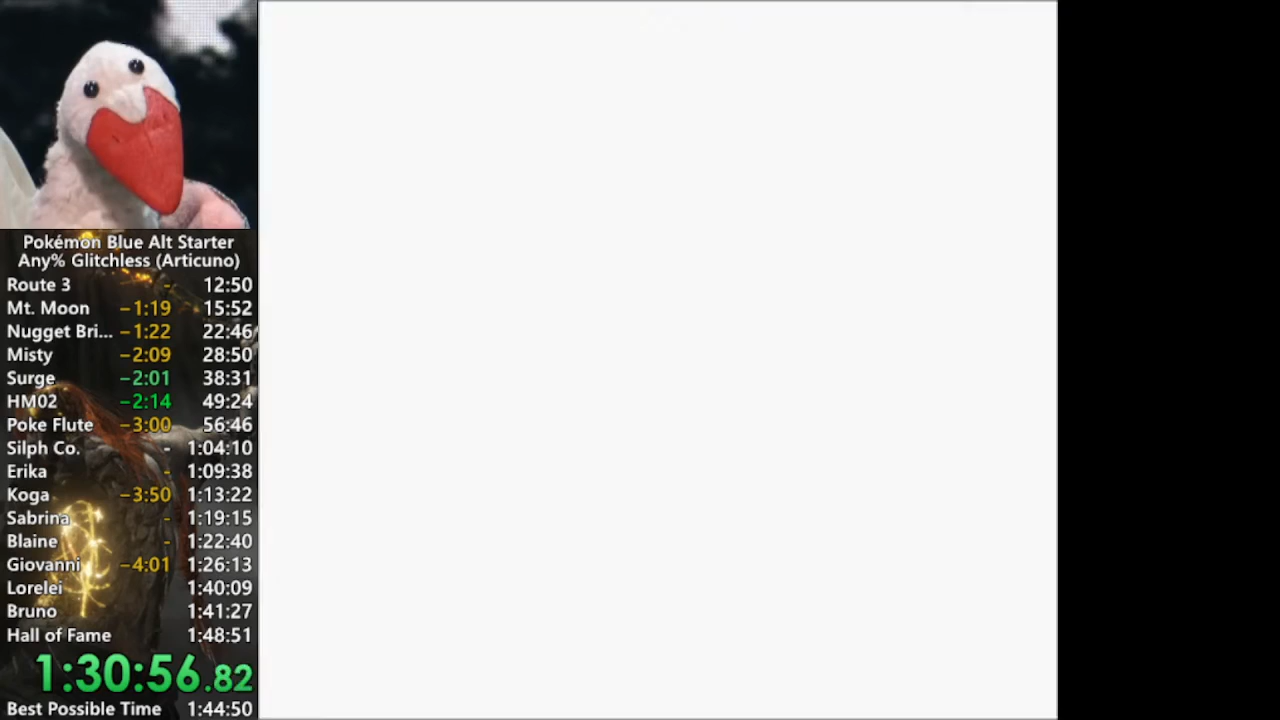 Pokémon Blue Alt Starter
Any% Glitchless (Articuno)
Route 3 - 12:50
Mt. Moon −1:19 15:52
Nugget Bri... −1:22 22:46
Misty −2:09 28:50
Surge −2:01 38:31
HM02 −2:14 49:24
Poke Flute −3:00 56:46
Silph Co. - 1:04:10
Erika - 1:09:38
Koga −3:50 1:13:22
Sabrina - 1:19:15
Blaine - 1:22:40
Giovanni −4:01 1:26:13
Lorelei 1:40:09
Bruno 1:41:27
Hall of Fame 1:48:51
1:30:56.82
Best Possible Time 1:44:50